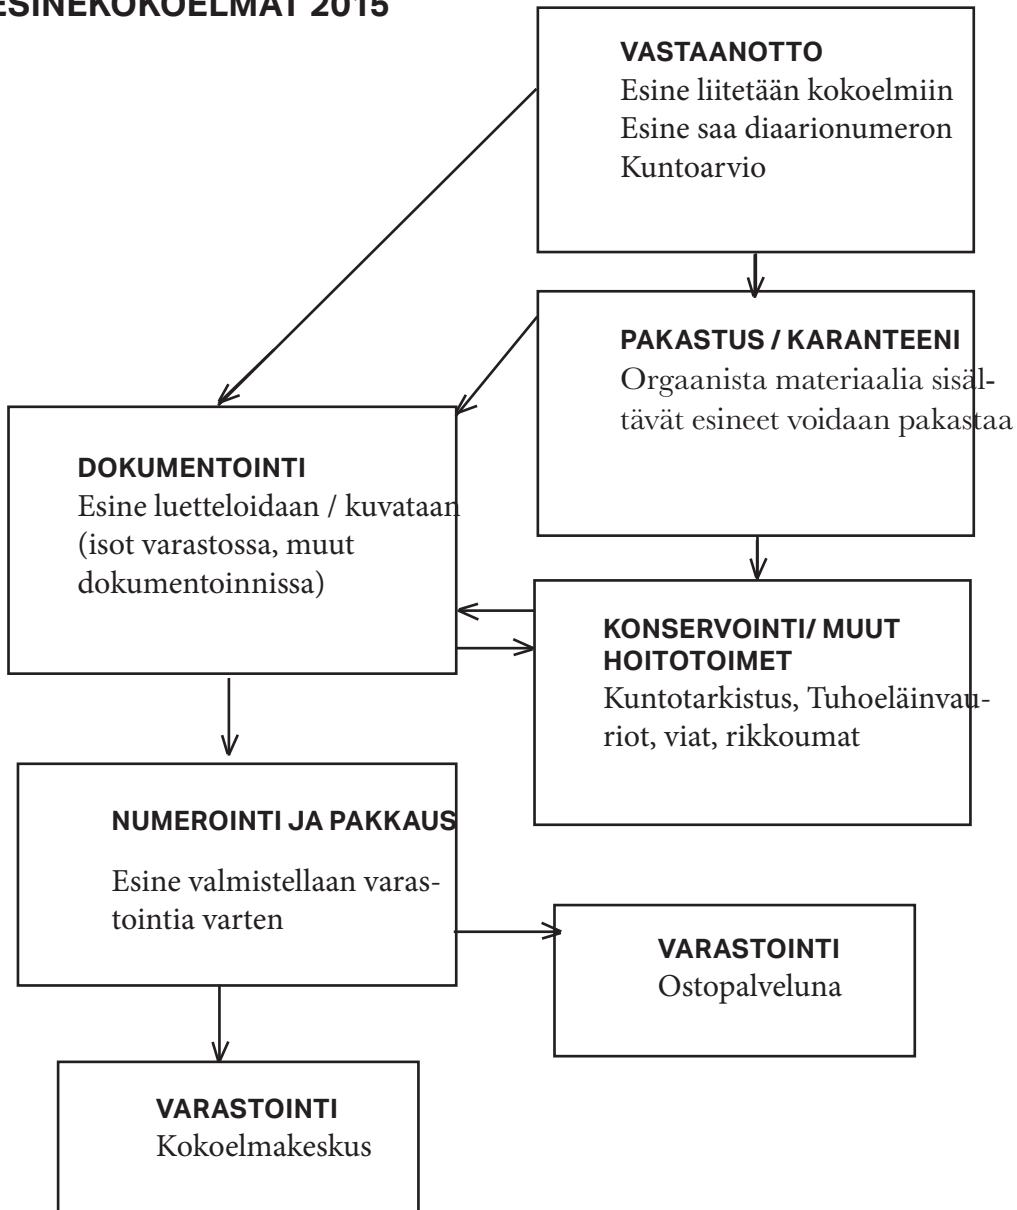 ESINEKOKOELMAT 2015
VASTAANOTTO
Esine liitetään kokoelmiin
Esine saa diaarionumeron
Kuntoarvio
PAKASTUS / KARANTEENI
Orgaanista materiaalia sisäl-
tävät esineet voidaan pakastaa
DOKUMENTOINTI
Esine luetteloidaan / kuvataan
(isot varastossa, muut
dokumentoinnissa)
KONSERVOINTI/ MUUT
HOITOTOIMET
Kuntotarkistus, Tuhoeläinvau-
riot, viat, rikkoumat
NUMEROINTI JA PAKKAUS
Esine valmistellaan varas-
tointia varten
VARASTOINTI
Ostopalveluna
VARASTOINTI
Kokoelmakeskus